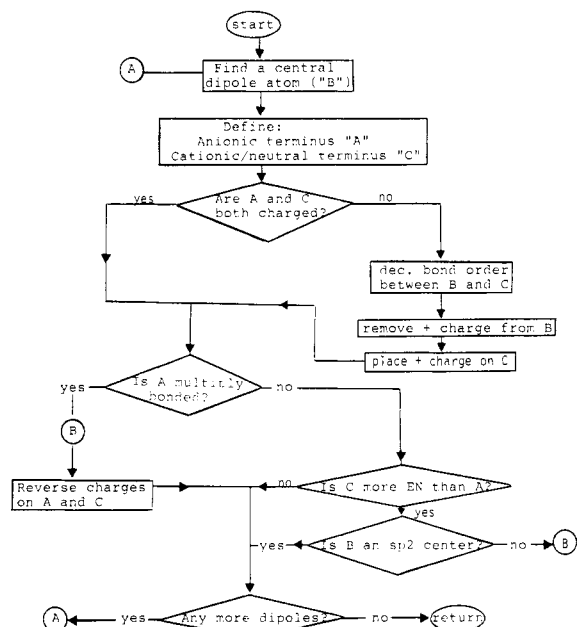 start
A
Find a central
dipole atom ("B")
Define:
Anionic terminus "A"
Cationic/neutral terminus "C"
yes
Are A and C
both charged?
no
dec. bond order
between B and C
remove + charge from B
place + charge on C
yes
Is A multiply
bonded?
no
B
Reverse charges
on A and C
no
Is C more EN than A?
yes
yes
Is B an sp2 center?
no
B
A
yes
Any more dipoles?
no
return